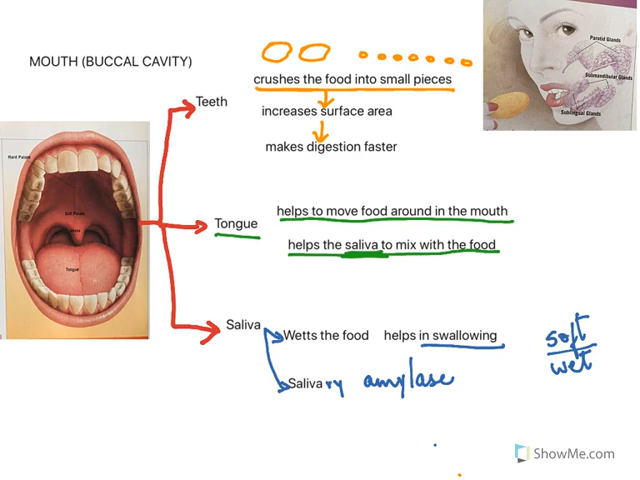 MOUTH (BUCCAL CAVITY)
crushes the food into small pieces
Teeth
increases surface area
makes digestion faster
Parotid Glands
Submandibular Glands
Sublingual Glands
Hard Palate
Soft Palate
Uvula
Tongue
Tongue
helps to move food around in the mouth
helps the saliva to mix with the food
Saliva
Wetts the food helps in swallowing
Salivary amylase
soft
wet
ShowMe.com